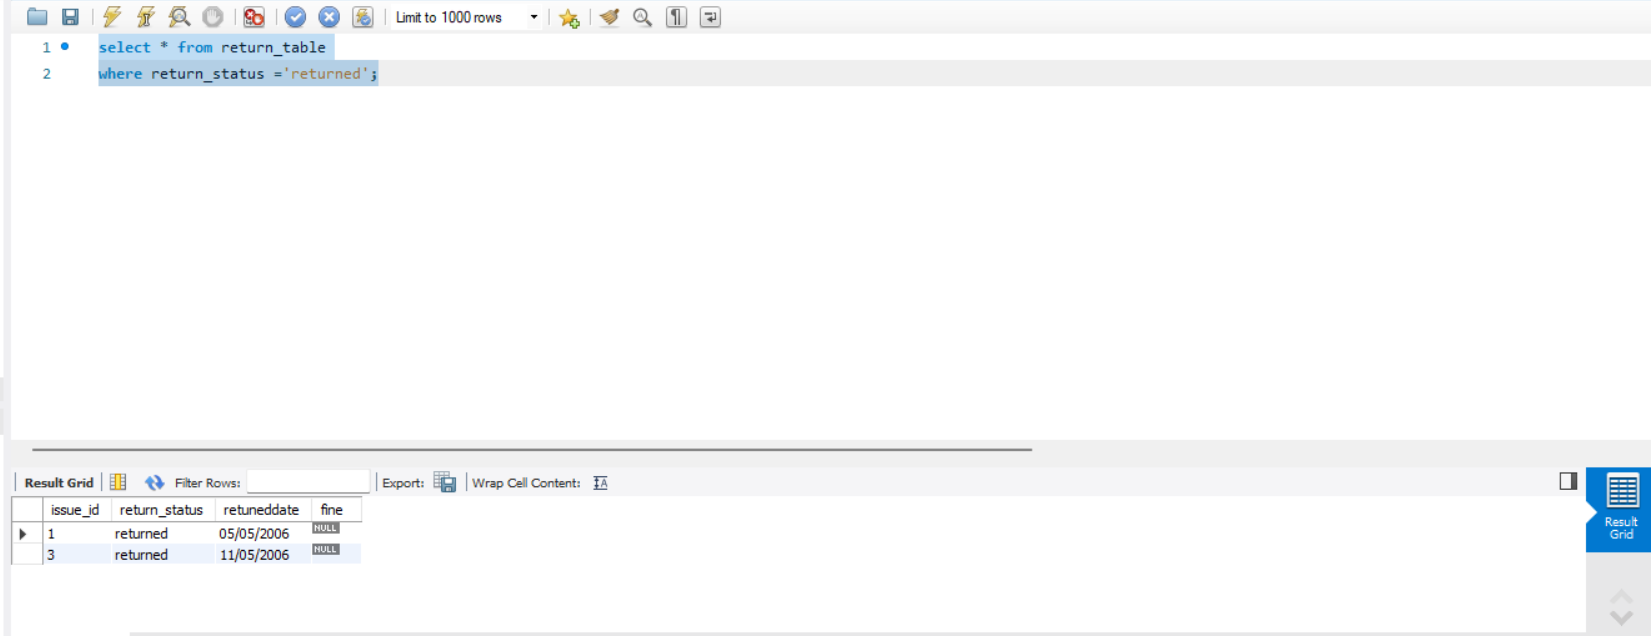 Limit to 1000 rows
1 select * from return_table
2 where return_status ='returned';
Result Grid Filter Rows: Export: Wrap Cell Content:
issue_id return_status retuneddate fine
1 returned 05/05/2006 NULL
3 returned 11/05/2006 NULL
Result
Grid